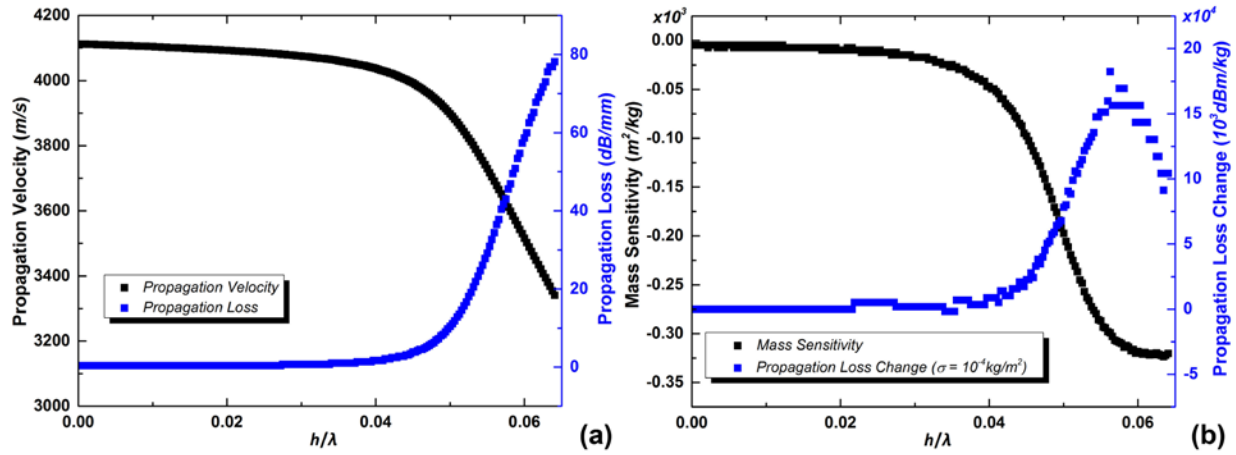 4200
4000
3800
3600
3400
3200
3000
Propagation Velocity (m/s)
Propagation Velocity
Propagation Loss
80
60
40
20
0
Propagation Loss (dB/mm)
0.00
0.02
0.04
0.06
h/λ
(a)
x10³
0.00
-0.05
-0.10
-0.15
-0.20
-0.25
-0.30
-0.35
Mass Sensitivity (m²/kg)
Mass Sensitivity
Propagation Loss Change (σ = 10⁻⁴kg/m²)
x10⁴
20
15
10
5
0
-5
Propagation Loss Change (10³ dBm/kg)
0.00
0.02
0.04
0.06
h/λ
(b)